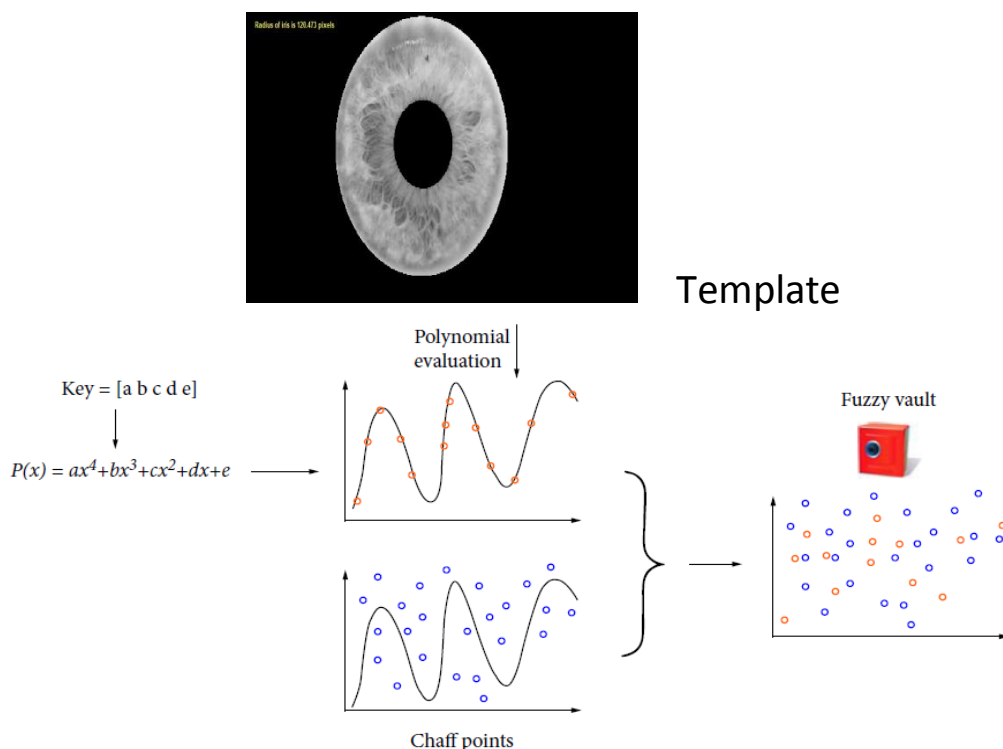 Radius of iris is 120.473 pixels
Template
Polynomial
evaluation
Key = [a b c d e]
P(x) = ax⁴+bx³+cx²+dx+e
Fuzzy vault
Chaff points